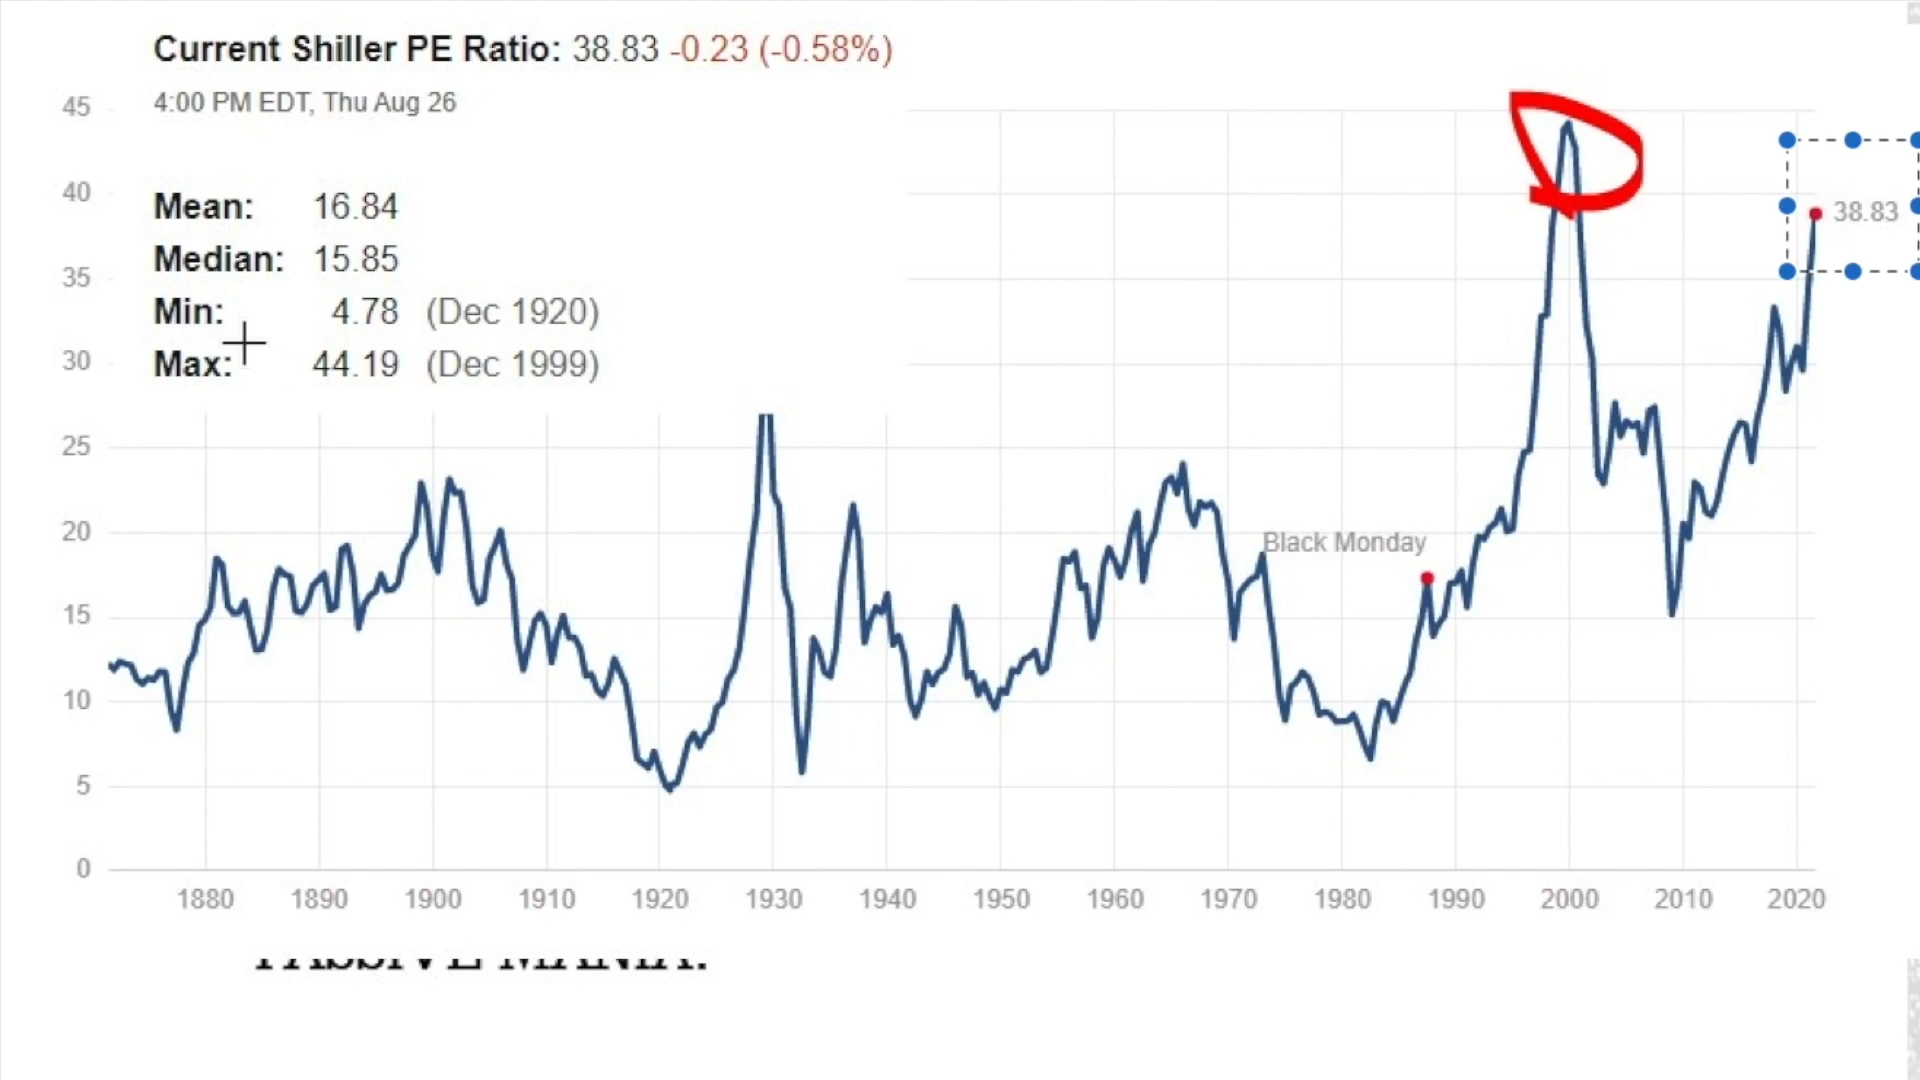 Current Shiller PE Ratio: 38.83 -0.23 (-0.58%)
4:00 PM EDT, Thu Aug 26
Mean: 16.84
Median: 15.85
Min: 4.78 (Dec 1920)
Max: 44.19 (Dec 1999)
45
40
35
30
25
20
15
10
5
0
38.83
Black Monday
1880 1890 1900 1910 1920 1930 1940 1950 1960 1970 1980 1990 2000 2010 2020
PASSIVE MANIA.